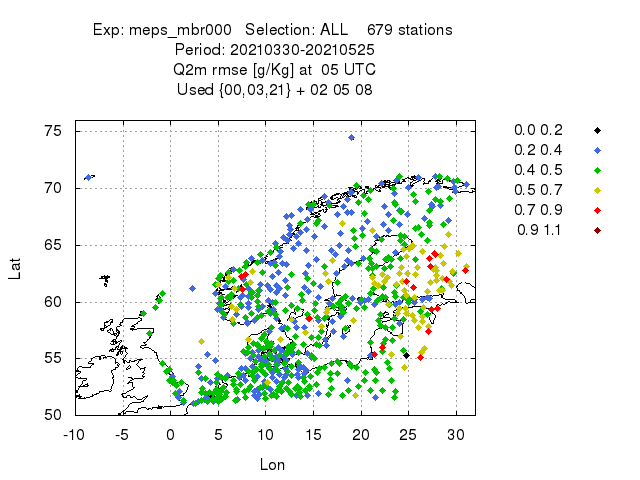 Exp: meps_mbr000   Selection: ALL    679 stations
Period: 20210330-20210525
Q2m rmse [g/Kg] at  05 UTC
Used {00,03,21} + 02 05 08
75
70
65
60
55
50
Lat
-10 -5 0 5 10 15 20 25 30
Lon
0.0 0.2
0.2 0.4
0.4 0.5
0.5 0.7
0.7 0.9
0.9 1.1